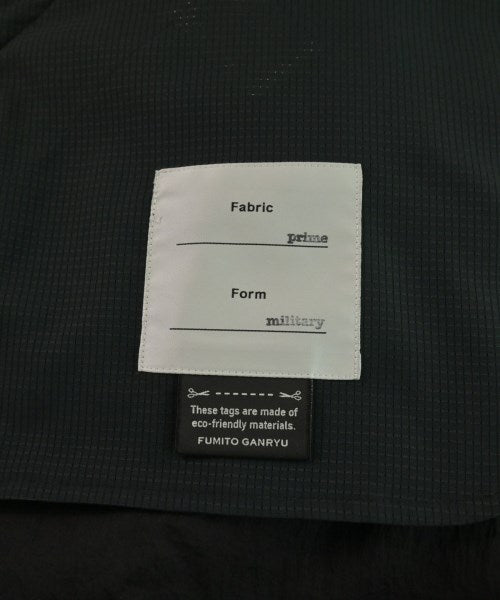 Fabric
prime
Form
military
These tags are made of
eco-friendly materials.
FUMITO GANRYU